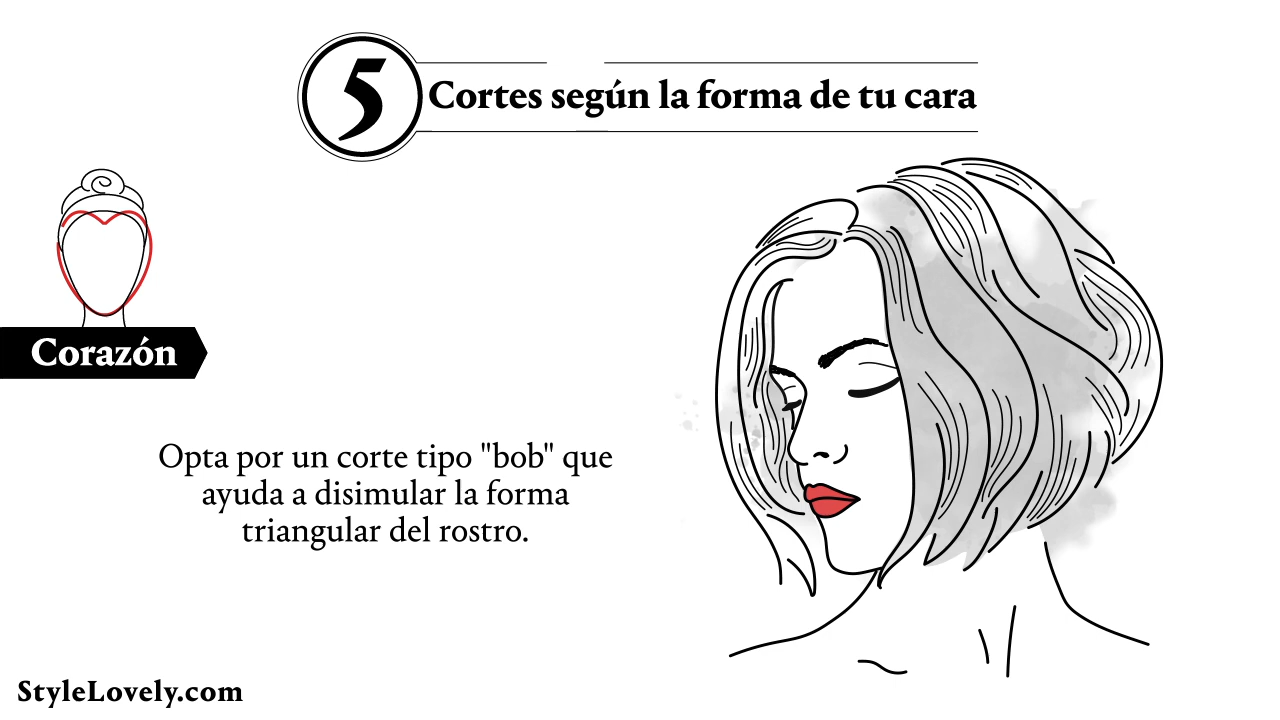 5 Cortes según la forma de tu cara
Corazón
Opta por un corte tipo "bob" que
ayuda a disimular la forma
triangular del rostro.
StyleLovely.com